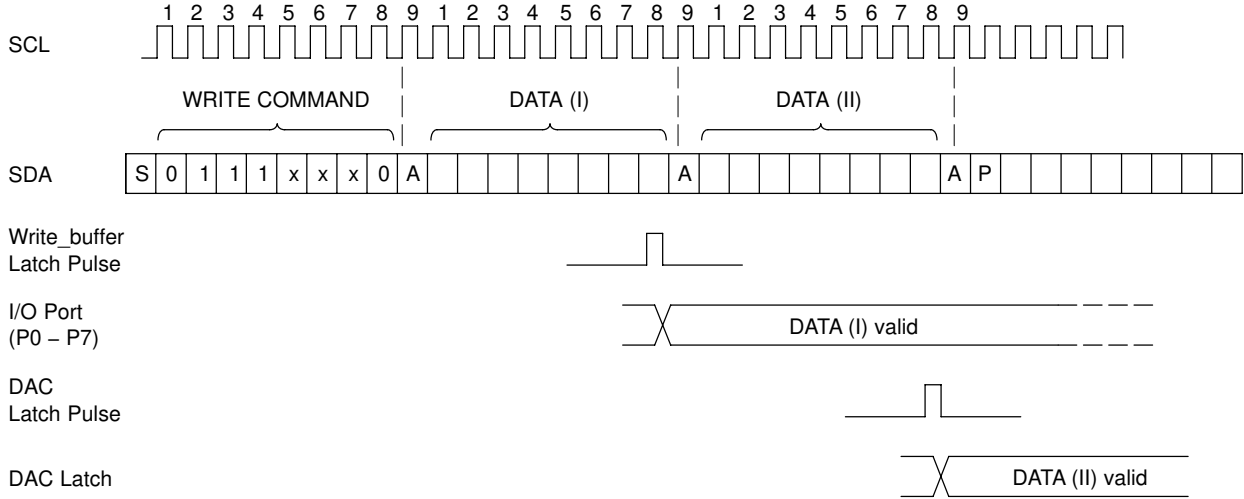 1 2 3 4 5 6 7 8 9 1 2 3 4 5 6 7 8 9 1 2 3 4 5 6 7 8 9
SCL
WRITE COMMAND DATA (I) DATA (II)
SDA S 0 1 1 1 x x x 0 A A A P
Write_buffer
Latch Pulse
I/O Port
(P0 – P7)
DATA (I) valid
DAC
Latch Pulse
DAC Latch DATA (II) valid